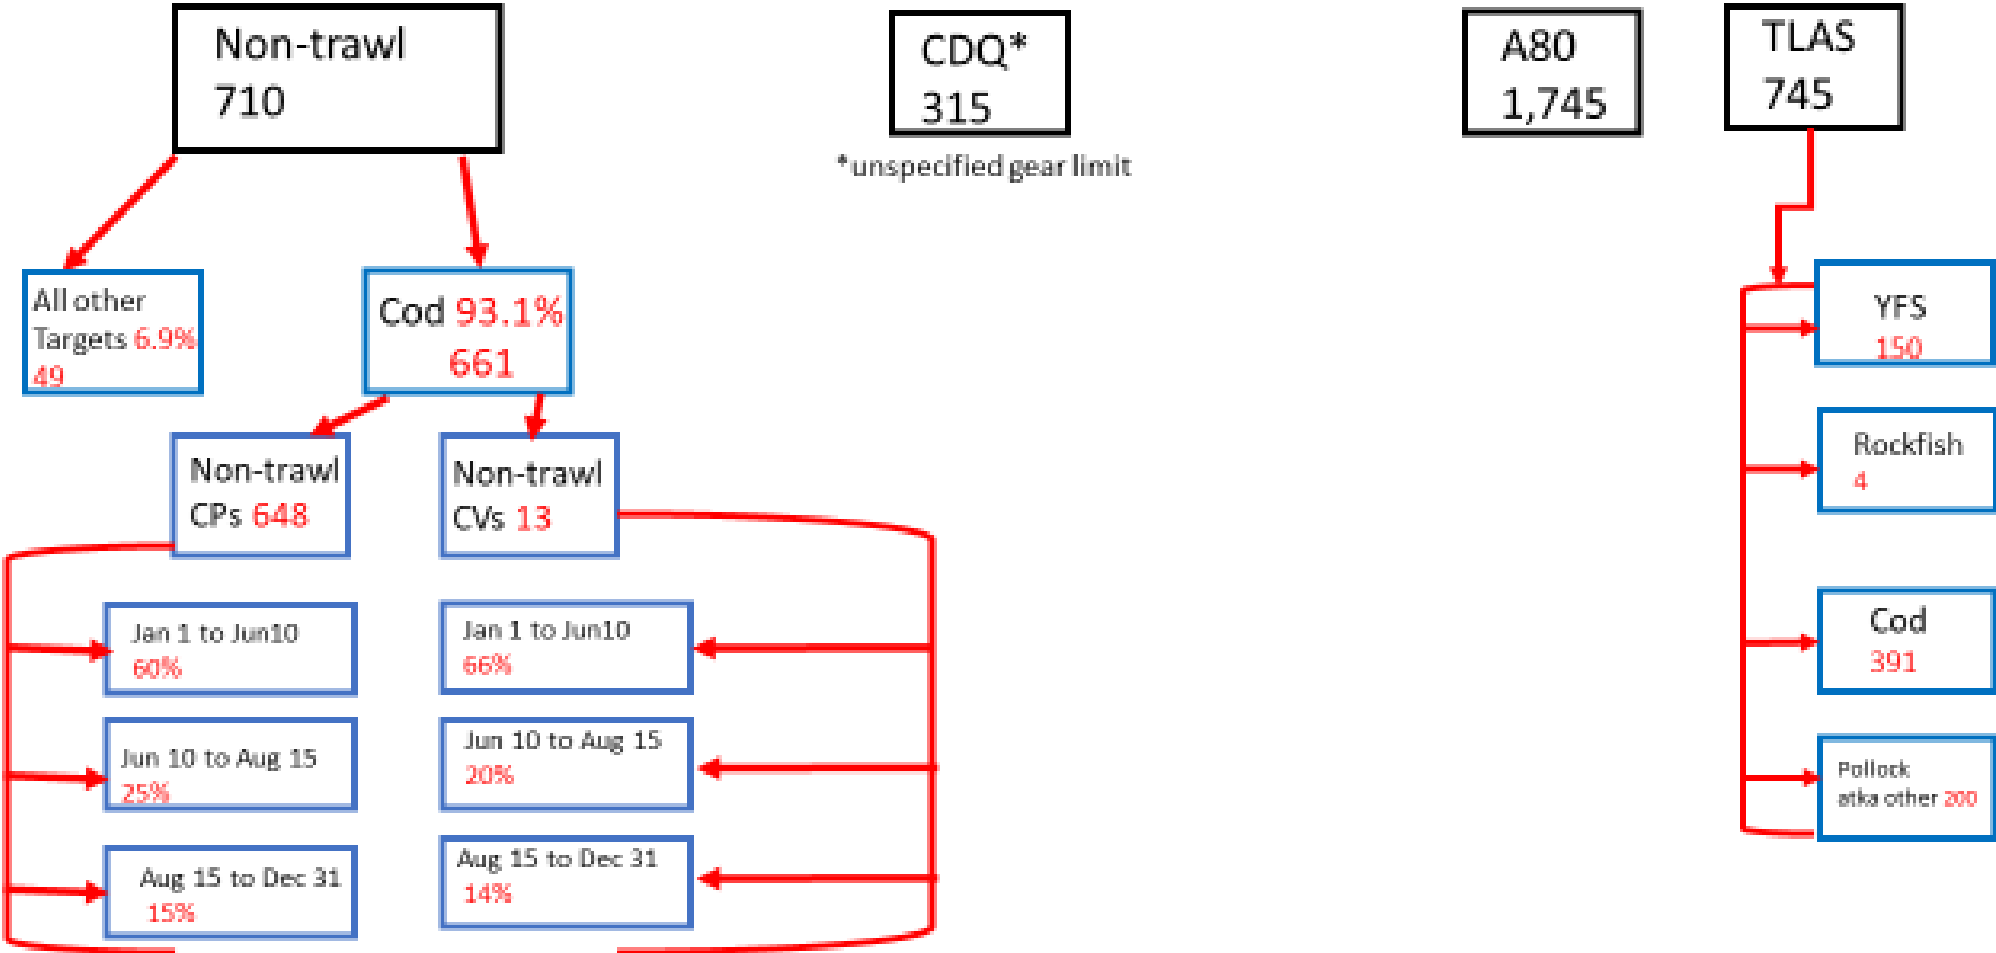 Non-trawl
710
CDQ*
315
*unspecified gear limit
A80
1,745
TLAS
745
All other
Targets 6.9%
49
Cod 93.1%
661
Non-trawl
CPs 648
Non-trawl
CVs 13
Jan 1 to Jun10
60%
Jun 10 to Aug 15
25%
Aug 15 to Dec 31
15%
Jan 1 to Jun10
66%
Jun 10 to Aug 15
20%
Aug 15 to Dec 31
14%
YFS
150
Rockfish
4
Cod
391
Pollock
atka other 200